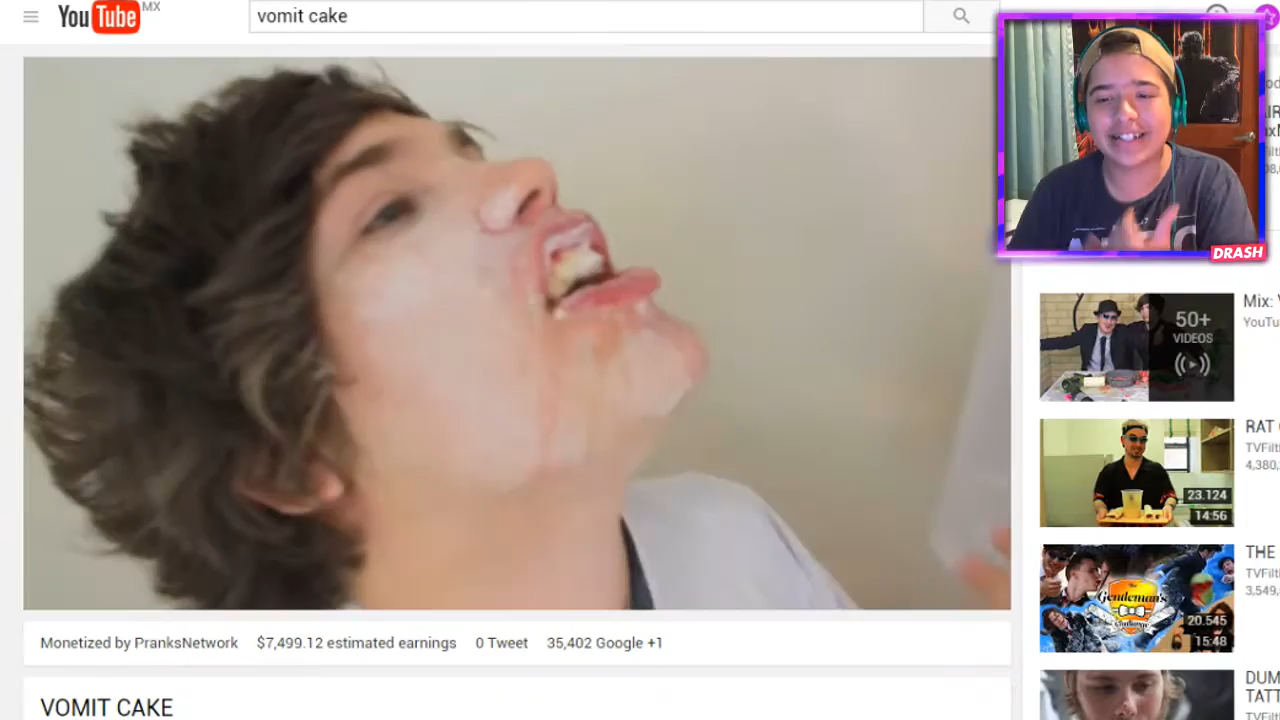 YouTube MX
vomit cake
DRASH
50+
VIDEOS
Mix:
YouTu
RAT
TVFilt
4,380,
23.124
14:56
THE
TVFilt
3,549,
The
Gentleman's
Challenge
20.545
15:48
DUM
TATT
Monetized by PranksNetwork $7,499.12 estimated earnings 0 Tweet 35,402 Google +1
VOMIT CAKE